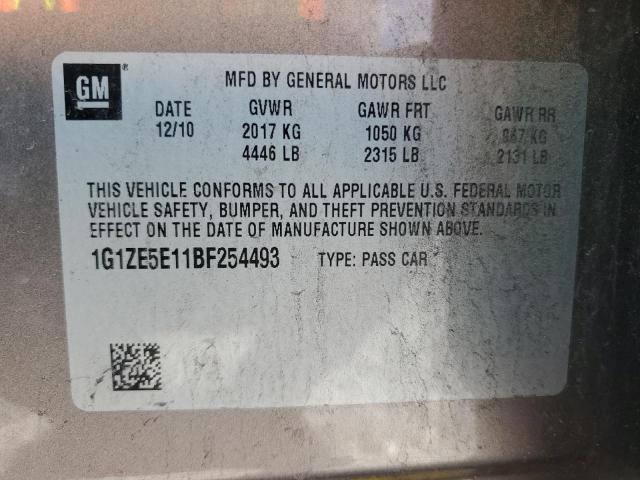 GM
MFD BY GENERAL MOTORS LLC
DATE GVWR GAWR FRT GAWR RR
12/10 2017 KG 1050 KG 967 KG
4446 LB 2315 LB 2131 LB
THIS VEHICLE CONFORMS TO ALL APPLICABLE U.S. FEDERAL MOTOR
VEHICLE SAFETY, BUMPER, AND THEFT PREVENTION STANDARDS IN
EFFECT ON THE DATE OF MANUFACTURE SHOWN ABOVE.
1G1ZE5E11BF254493 TYPE: PASS CAR